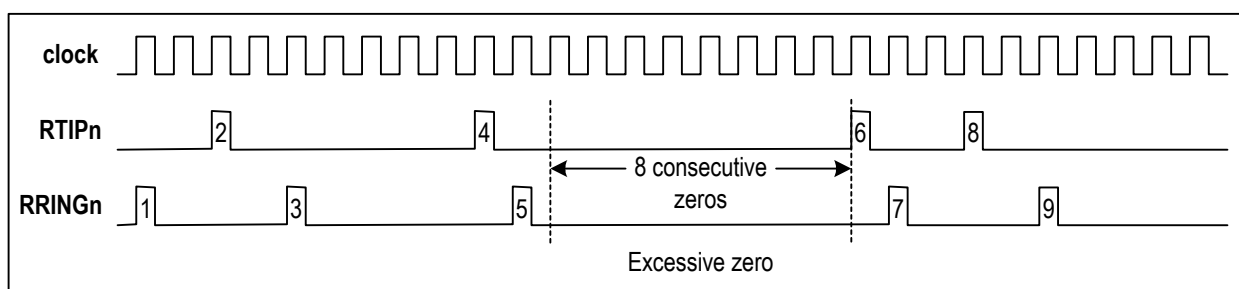 clock
RTIPn
2
4
6
8
8 consecutive
zeros
RRINGn
1
3
5
7
9
Excessive zero